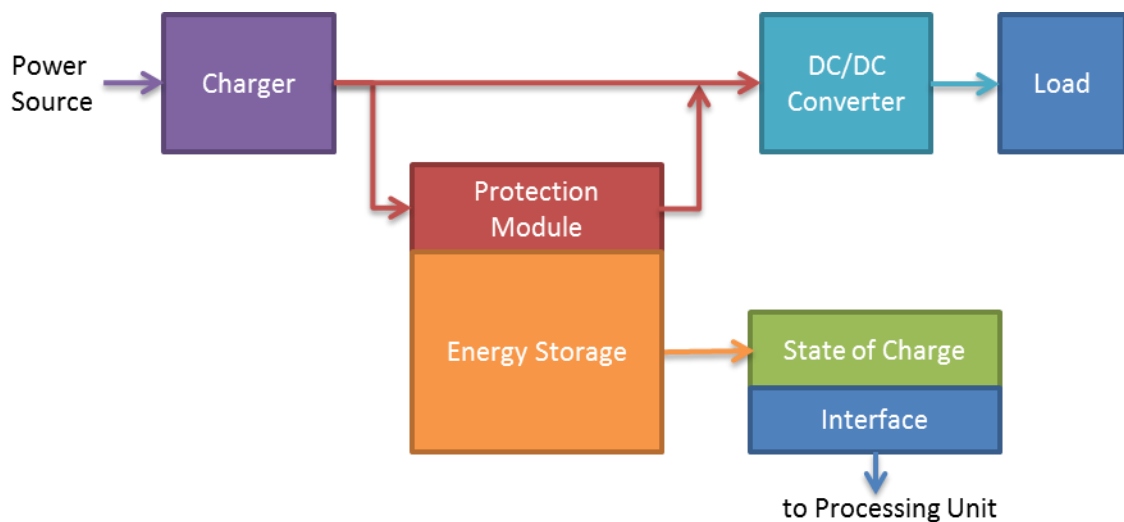 Power
Source
Charger
DC/DC
Converter
Load
Protection
Module
Energy Storage
State of Charge
Interface
to Processing Unit